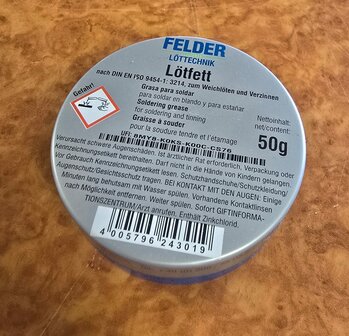 FELDER
LÖTTECHNIK
nach DIN EN ISO 9454-1: 3214, zum Weichlöten und Verzinnen
Lötfett
Gefahr!
Grasa para soldar
para soldar en blando y para estañar
Soldering grease
for soldering and tinning
Graisse à souder
pour la soudure tendre et l'étamage
Nettoinhalt:
net/content:
50g
UFI: 8MY8-K0KS-K00C-CS76
Verursacht schwere Augenschäden. Ist ärztlicher Rat erforderlich, Verpackung oder
Kennzeichnungsetikett bereithalten. Darf nicht in die Hände von Kindern gelangen.
Vor Gebrauch Kennzeichnungsetikett lesen. Schutzhandschuhe/Schutzkleidung/
Augenschutz/Gesichtsschutz tragen. BEI KONTAKT MIT DEN AUGEN: Einige
Minuten lang behutsam mit Wasser spülen. Vorhandene Kontaktlinsen
nach Möglichkeit entfernen. Weiter spülen. Sofort GIFTINFORMA-
TIONSZENTRUM/Arzt anrufen. Enthält Zinkchlorid.
4 005796 243019